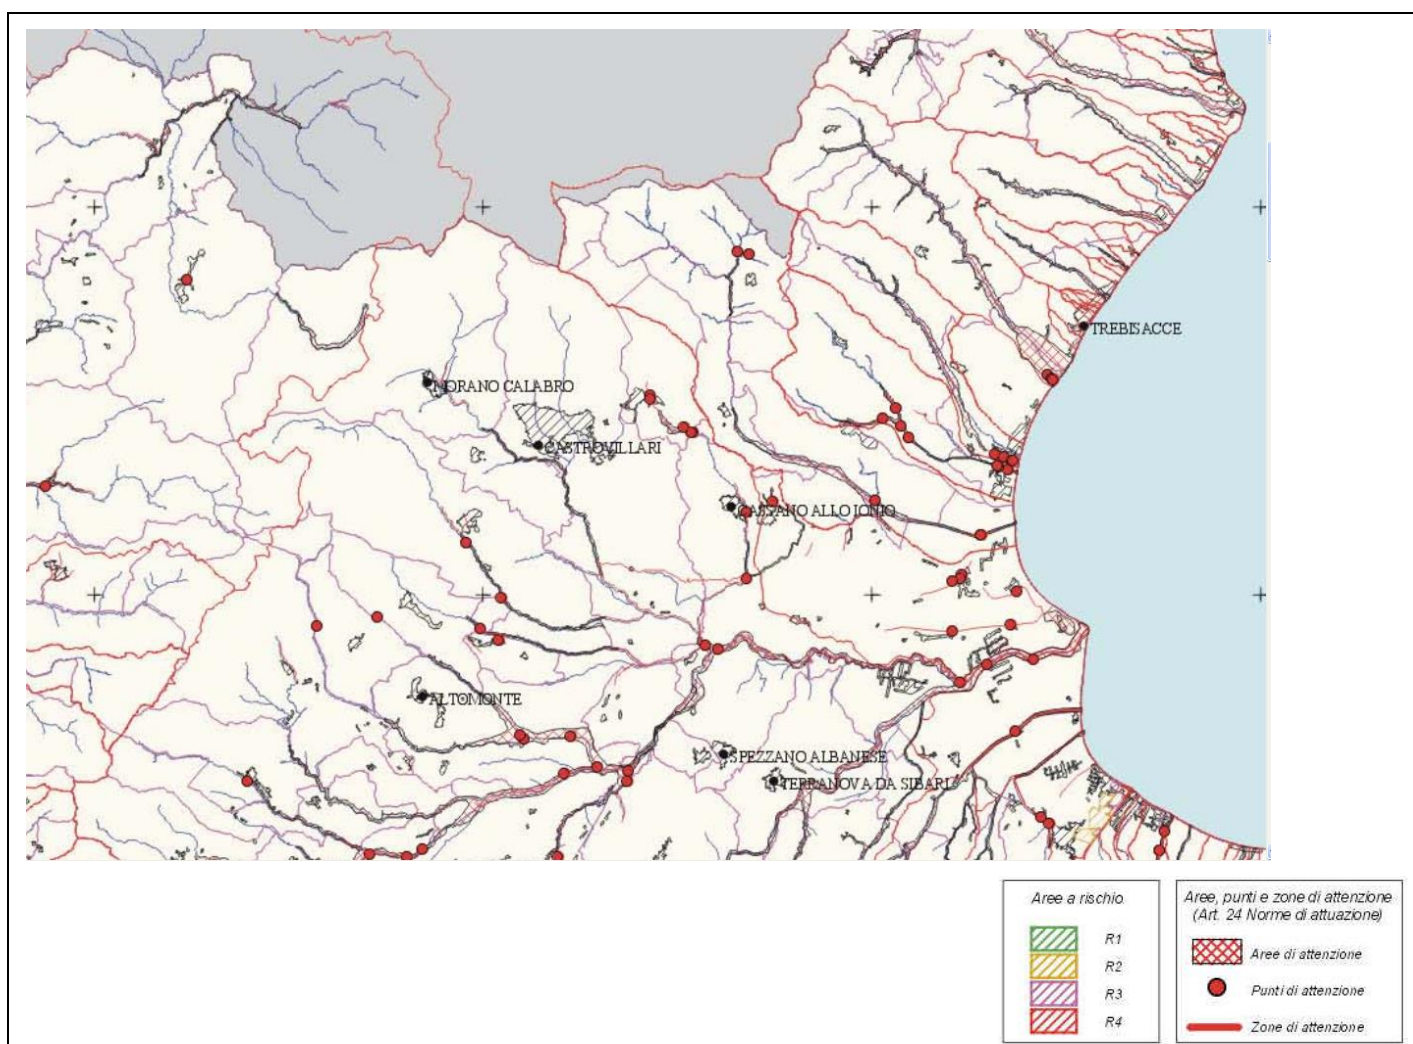 TREBISACCE
MORANO CALABRO
CASTROVILLARI
CASSANO ALLO IONIO
ALTOMONTE
SPEZZANO ALBANESE
TERRANOVA DA SIBARI
Aree a rischio
R1
R2
R3
R4
Aree, punti e zone di attenzione
(Art. 24 Norme di attuazione)
Aree di attenzione
Punti di attenzione
Zone di attenzione